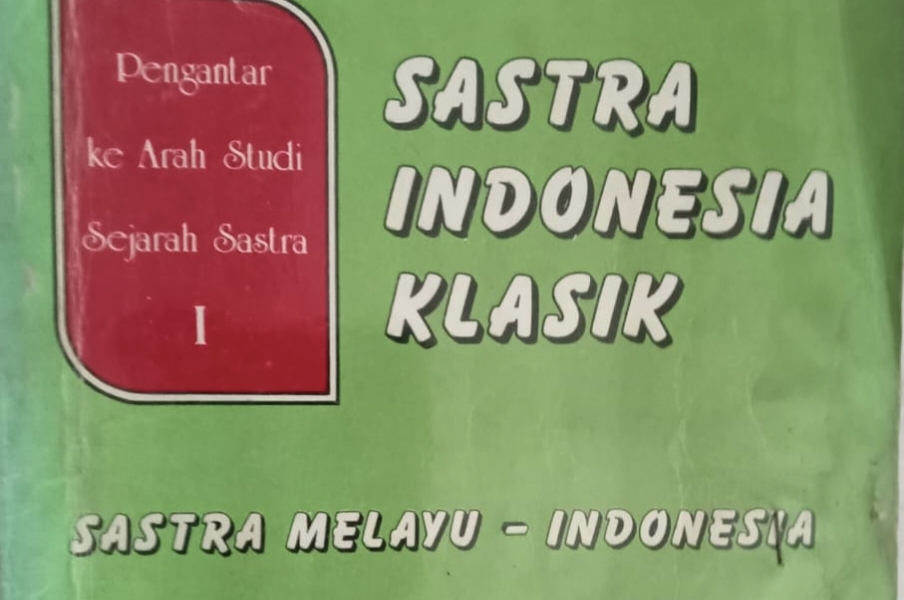 Pengantar
ke Arah Studi
Sejarah Sastra
I
SASTRA
INDONESIA
KLASIK
SASTRA MELAYU - INDONESIA